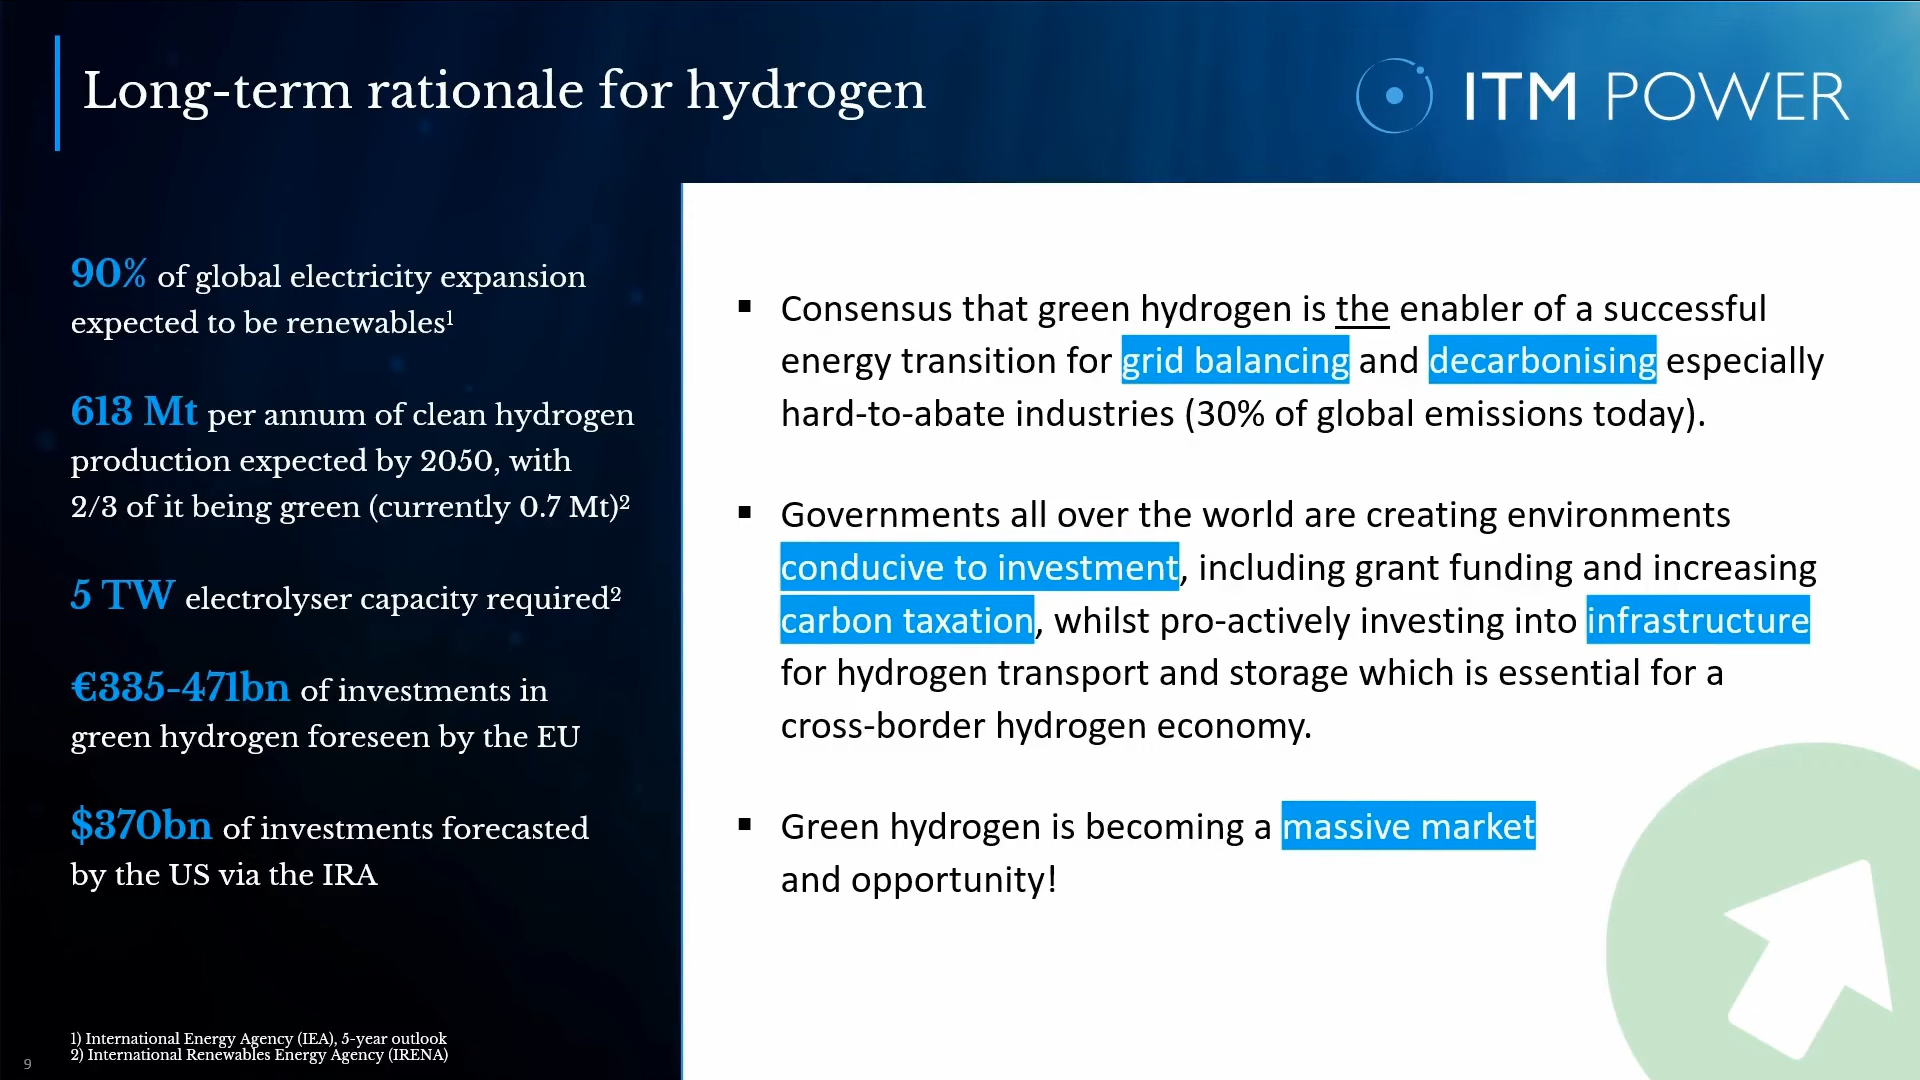 Long-term rationale for hydrogen
ITM POWER
90% of global electricity expansion
expected to be renewables¹
613 Mt per annum of clean hydrogen
production expected by 2050, with
2/3 of it being green (currently 0.7 Mt)²
5 TW electrolyser capacity required²
€335-471bn of investments in
green hydrogen foreseen by the EU
$370bn of investments forecasted
by the US via the IRA
1) International Energy Agency (IEA), 5-year outlook
2) International Renewables Energy Agency (IRENA)
9
▪ Consensus that green hydrogen is the enabler of a successful
energy transition for grid balancing and decarbonising especially
hard-to-abate industries (30% of global emissions today).
▪ Governments all over the world are creating environments
conducive to investment, including grant funding and increasing
carbon taxation, whilst pro-actively investing into infrastructure
for hydrogen transport and storage which is essential for a
cross-border hydrogen economy.
▪ Green hydrogen is becoming a massive market
and opportunity!